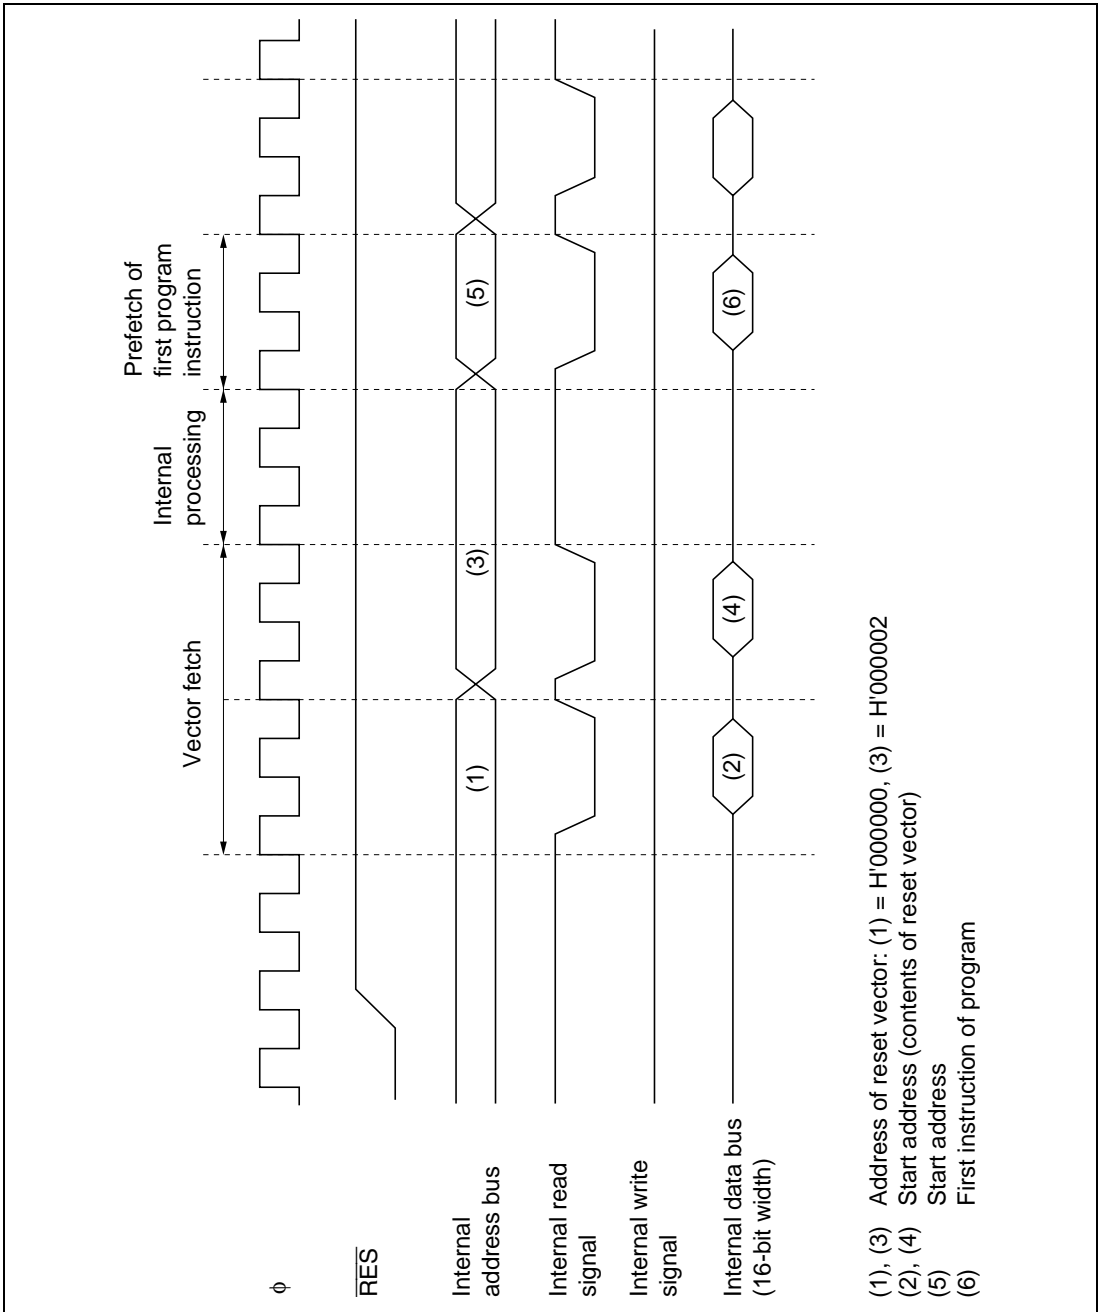 Vector fetch
Internal
processing
Prefetch of
first program
instruction
φ
RES
Internal
address bus
(1)
(3)
(5)
Internal read
signal
Internal write
signal
Internal data bus
(16-bit width)
(2)
(4)
(6)
(1), (3) Address of reset vector: (1) = H'000000, (3) = H'000002
(2), (4) Start address (contents of reset vector)
(5) Start address
(6) First instruction of program